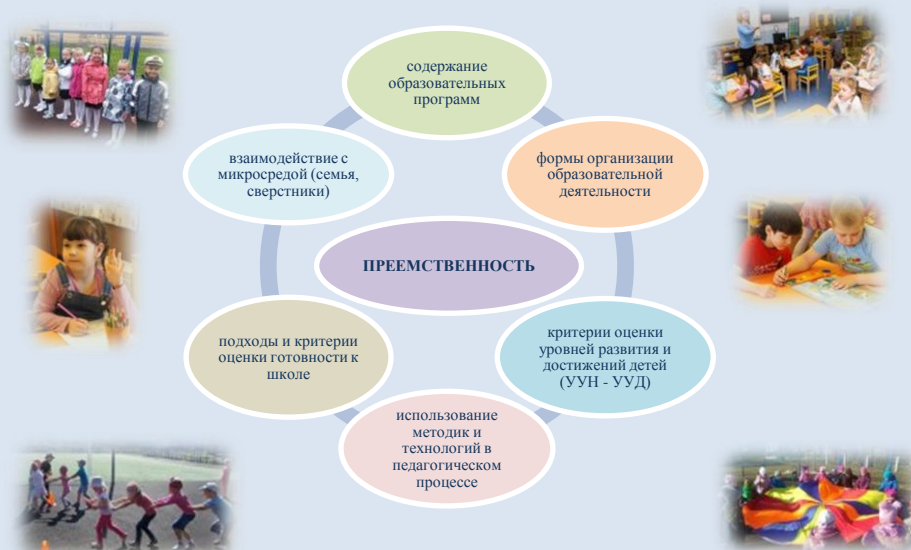 содержание
образовательных
программ
взаимодействие с
микросредой (семья,
сверстники)
формы организации
образовательной
деятельности
ПРЕЕМСТВЕННОСТЬ
подходы и критерии
оценки готовности к
школе
критерии оценки
уровней развития и
достижений детей
(УУН - УУД)
использование
методик и
технологий в
педагогическом
процессе